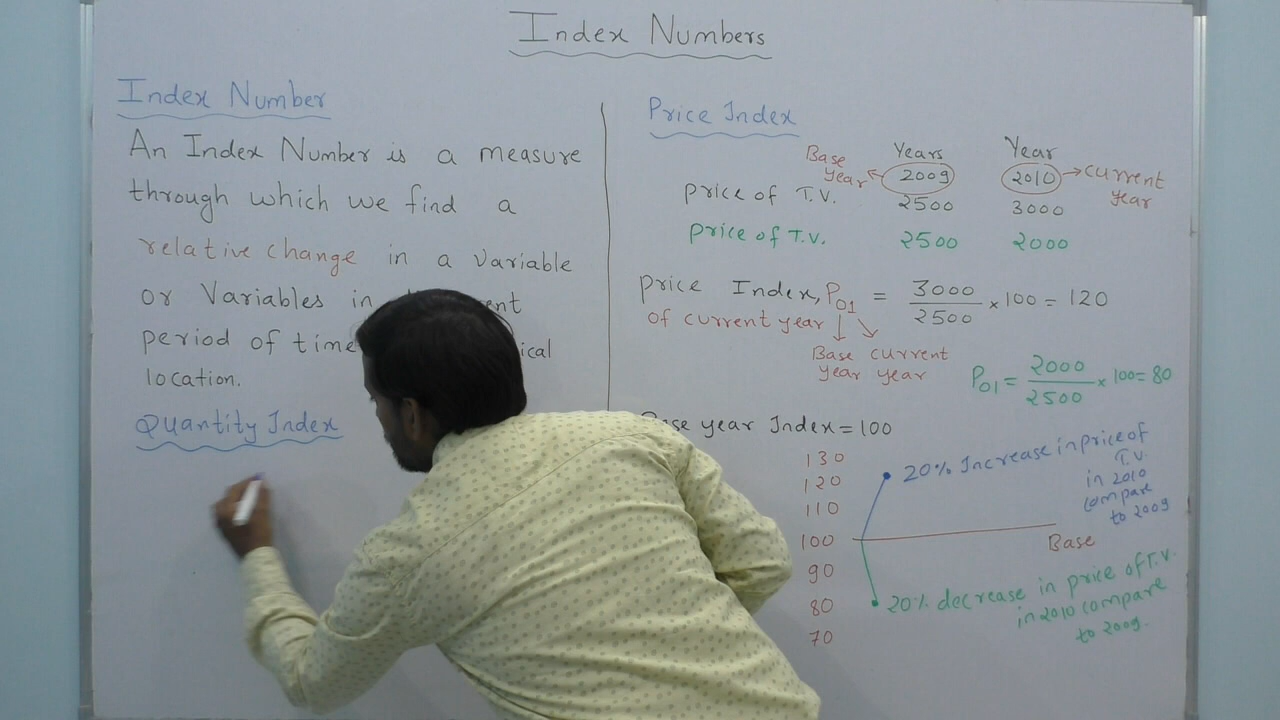 Index Numbers
Index Number
An Index Number is a measure
through which we find a
relative change in a variable
or Variables in
period of time
location.
Quantity Index
Price Index
Years Year
Base year 2009 2010 current year
price of T.V. 2500 3000
price of T.V. 2500 2000
price Index, P01 = 3000/2500 × 100 = 120
of current year
Base year current year
P01 = 2000/2500 × 100 = 80
year Index = 100
130
120
110
100
90
80
70
20% Increase in price of
T.V.
in 2010
compare
to 2009
Base
20% decrease in price of T.V.
in 2010 compare
to 2009.